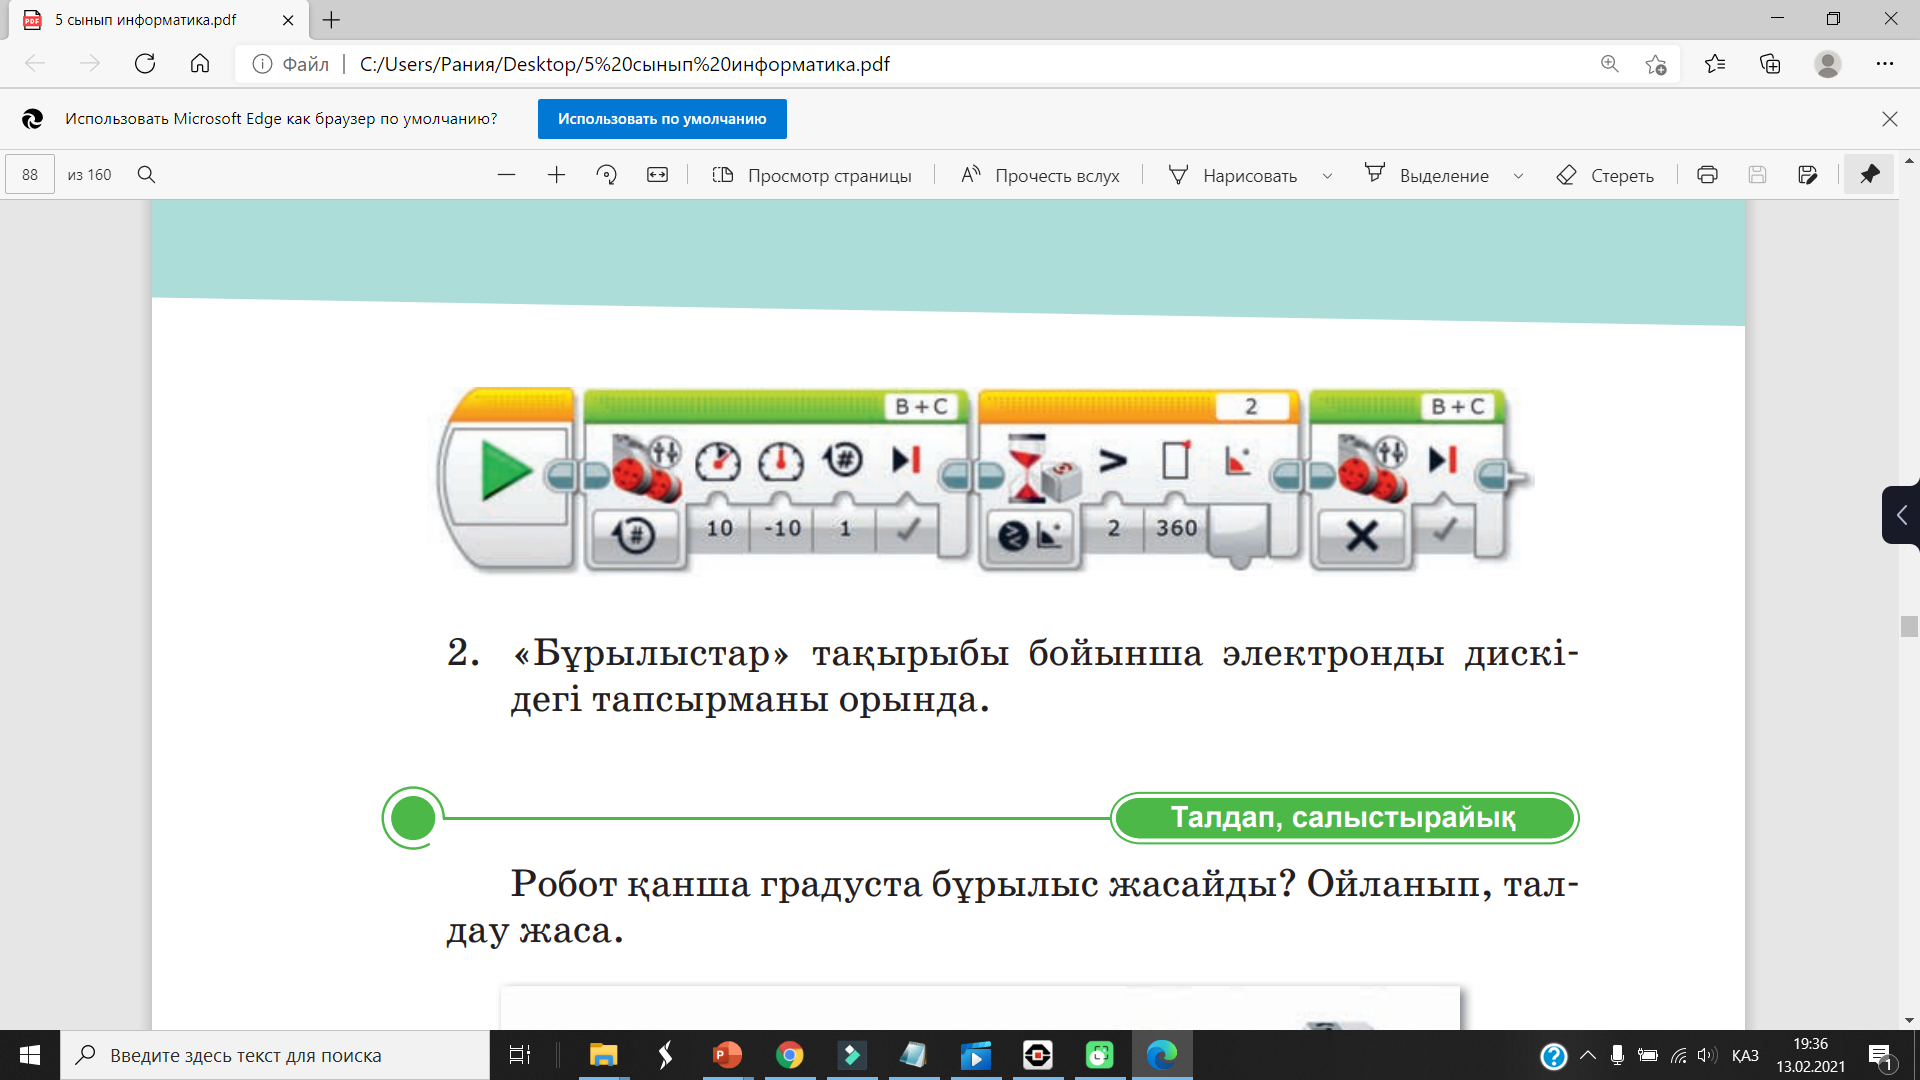 5 сынып информатика.pdf
Файл | C:/Users/Рания/Desktop/5%20сынып%20информатика.pdf
Использовать Microsoft Edge как браузер по умолчанию? Использовать по умолчанию
88 из 160 Просмотр страницы Прочесть вслух Нарисовать Выделение Стереть
B + C 2 B + C
# > 
# 10 -10 1 2 360
2. «Бұрылыстар» тақырыбы бойынша электронды дискі-
дегі тапсырманы орында.
Талдап, салыстырайық
Робот қанша градуста бұрылыс жасайды? Ойланып, тал-
дау жаса.
Введите здесь текст для поиска
ҚАЗ
19:36
13.02.2021
1